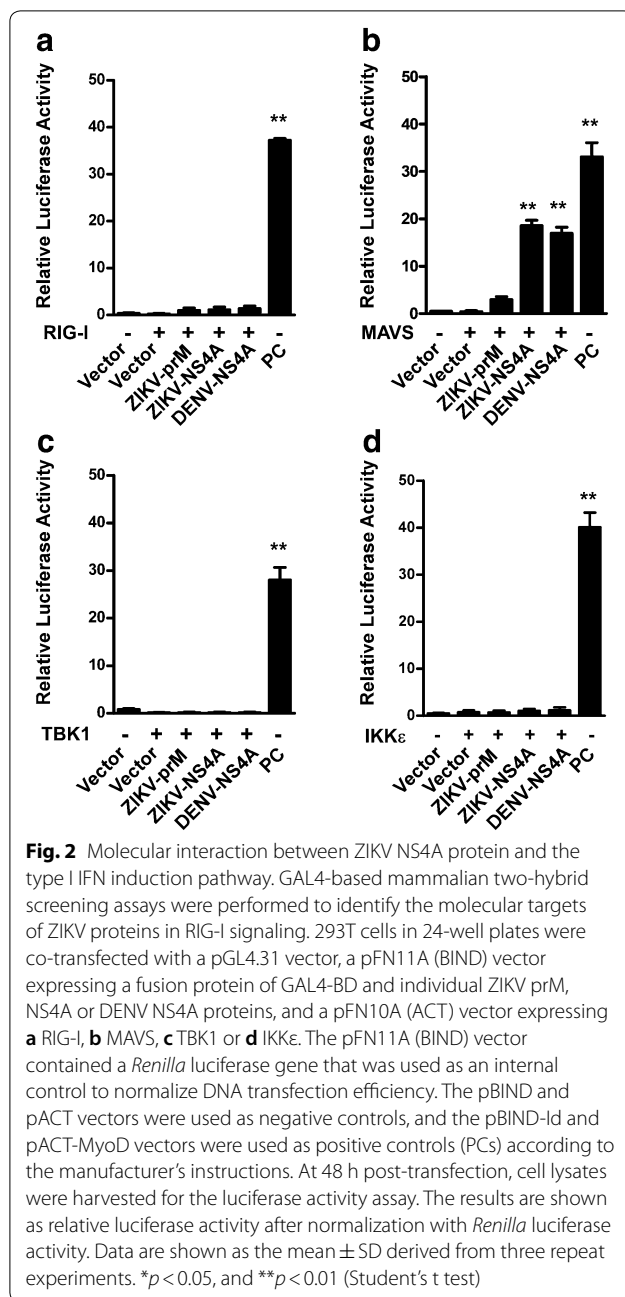 a
50
40
30
20
10
0
Relative Luciferase Activity
**
RIG-I - + + + + -
Vector
Vector
ZIKV-prM
ZIKV-NS4A
DENV-NS4A
PC
b
50
40
30
20
10
0
Relative Luciferase Activity
** ** **
MAVS - + + + + -
Vector
Vector
ZIKV-prM
ZIKV-NS4A
DENV-NS4A
PC
c
50
40
30
20
10
0
Relative Luciferase Activity
**
TBK1 - + + + + -
Vector
Vector
ZIKV-prM
ZIKV-NS4A
DENV-NS4A
PC
d
50
40
30
20
10
0
Relative Luciferase Activity
**
IKKε - + + + + -
Vector
Vector
ZIKV-prM
ZIKV-NS4A
DENV-NS4A
PC
Fig. 2 Molecular interaction between ZIKV NS4A protein and the
type I IFN induction pathway. GAL4-based mammalian two-hybrid
screening assays were performed to identify the molecular targets
of ZIKV proteins in RIG-I signaling. 293T cells in 24-well plates were
co-transfected with a pGL4.31 vector, a pFN11A (BIND) vector
expressing a fusion protein of GAL4-BD and individual ZIKV prM,
NS4A or DENV NS4A proteins, and a pFN10A (ACT) vector expressing
a RIG-I, b MAVS, c TBK1 or d IKKε. The pFN11A (BIND) vector
contained a Renilla luciferase gene that was used as an internal
control to normalize DNA transfection efficiency. The pBIND and
pACT vectors were used as negative controls, and the pBIND-Id and
pACT-MyoD vectors were used as positive controls (PCs) according to
the manufacturer's instructions. At 48 h post-transfection, cell lysates
were harvested for the luciferase activity assay. The results are shown
as relative luciferase activity after normalization with Renilla luciferase
activity. Data are shown as the mean ± SD derived from three repeat
experiments. *p < 0.05, and **p < 0.01 (Student's t test)